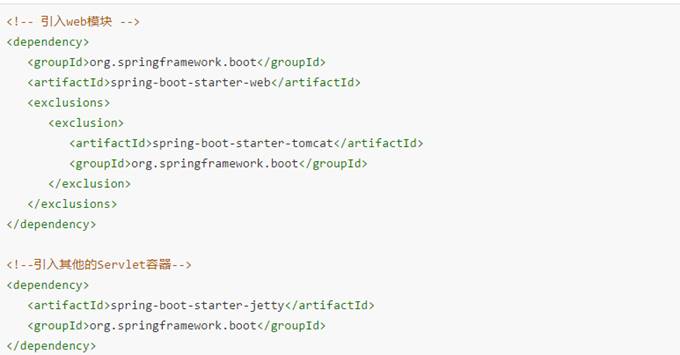 <!-- 引入web模块 -->
<dependency>
   <groupId>org.springframework.boot</groupId>
   <artifactId>spring-boot-starter-web</artifactId>
   <exclusions>
      <exclusion>
         <artifactId>spring-boot-starter-tomcat</artifactId>
         <groupId>org.springframework.boot</groupId>
      </exclusion>
   </exclusions>
</dependency>

<!--引入其他的Servlet容器-->
<dependency>
   <artifactId>spring-boot-starter-jetty</artifactId>
   <groupId>org.springframework.boot</groupId>
</dependency>